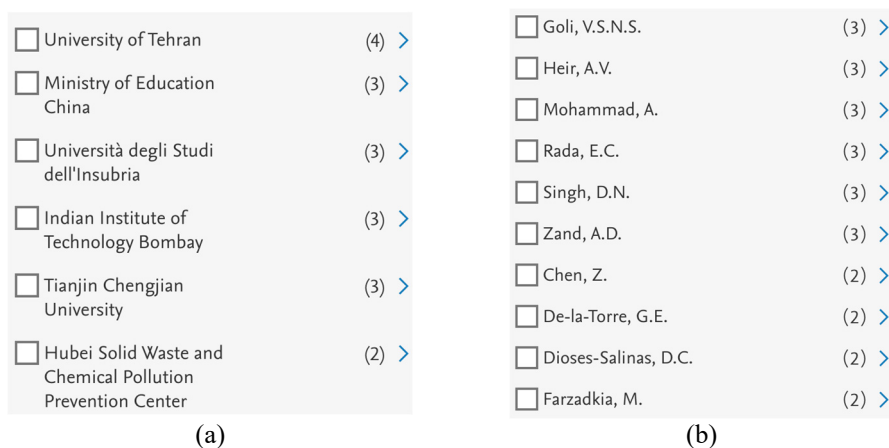 University of Tehran (4)
Ministry of Education (3)
China
Università degli Studi (3)
dell'Insubria
Indian Institute of (3)
Technology Bombay
Tianjin Chengjian (3)
University
Hubei Solid Waste and (2)
Chemical Pollution
Prevention Center
(a)
Goli, V.S.N.S. (3)
Heir, A.V. (3)
Mohammad, A. (3)
Rada, E.C. (3)
Singh, D.N. (3)
Zand, A.D. (3)
Chen, Z. (2)
De-la-Torre, G.E. (2)
Dioses-Salinas, D.C. (2)
Farzadkia, M. (2)
(b)